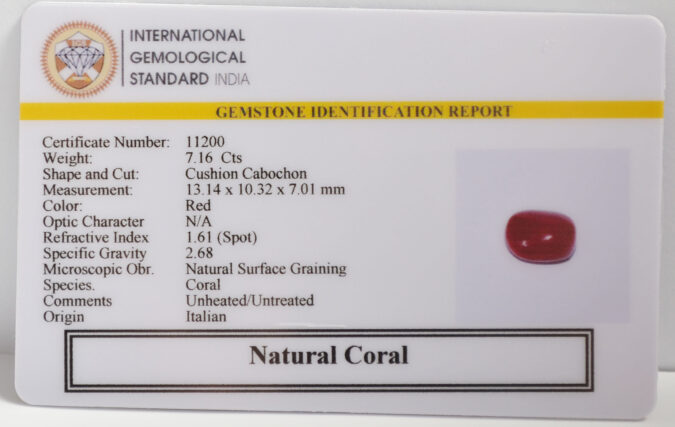 INTERNATIONAL
GEMOLOGICAL
STANDARD INDIA
GEMSTONE IDENTIFICATION REPORT
Certificate Number: 11200
Weight: 7.16 Cts
Shape and Cut: Cushion Cabochon
Measurement: 13.14 x 10.32 x 7.01 mm
Color: Red
Optic Character N/A
Refractive Index 1.61 (Spot)
Specific Gravity 2.68
Microscopic Obr. Natural Surface Graining
Species. Coral
Comments Unheated/Untreated
Origin Italian
Natural Coral